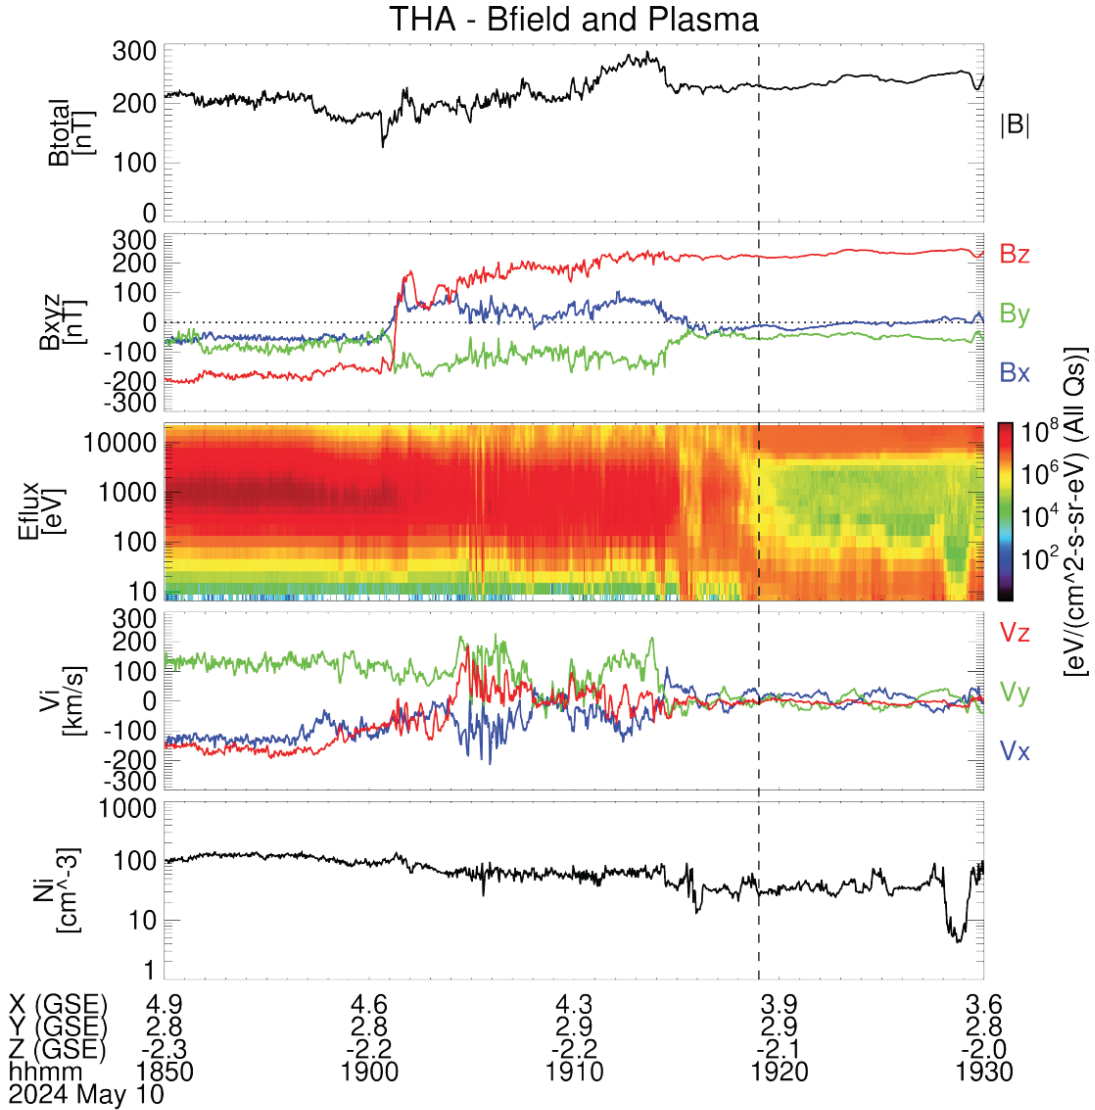 THA - Bfield and Plasma
300
200
100
0
Btotal
[nT]
|B|
300
200
100
0
-100
-200
-300
Bxyz
[nT]
Bz
By
Bx
10000
1000
100
10
Eflux
[eV]
10^8
10^6
10^4
10^2
[eV/(cm^2-s-sr-eV) (All Qs)]
300
200
100
0
-100
-200
-300
Vi
[km/s]
Vz
Vy
Vx
1000
100
10
1
Ni
[cm^-3]
X (GSE) 4.9 4.6 4.3 3.9 3.6
Y (GSE) 2.8 2.8 2.9 2.9 2.8
Z (GSE) -2.3 -2.2 -2.2 -2.1 -2.0
hhmm 1850 1900 1910 1920 1930
2024 May 10